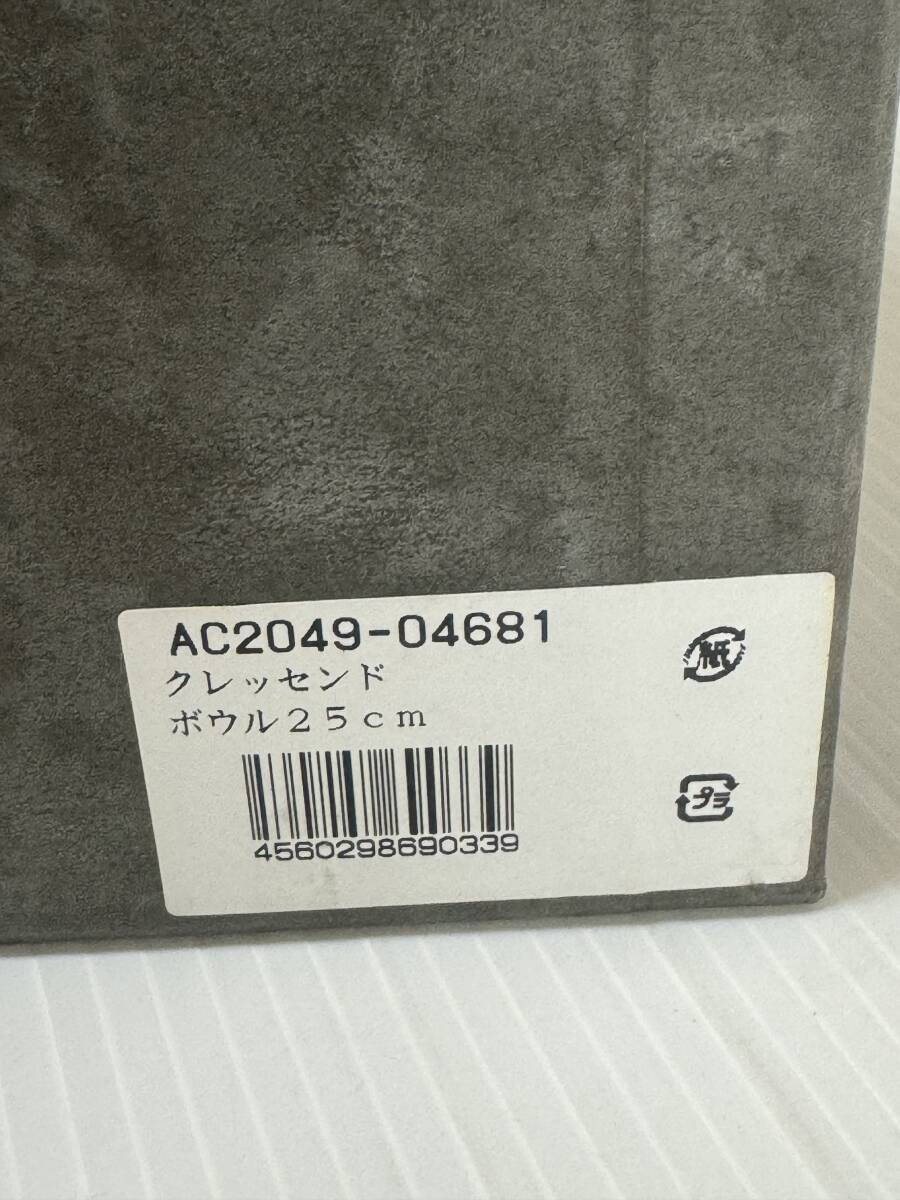 AC2049-04681
クレッセンド
ボウル２５ｃｍ
4560298690339
紙
プラ